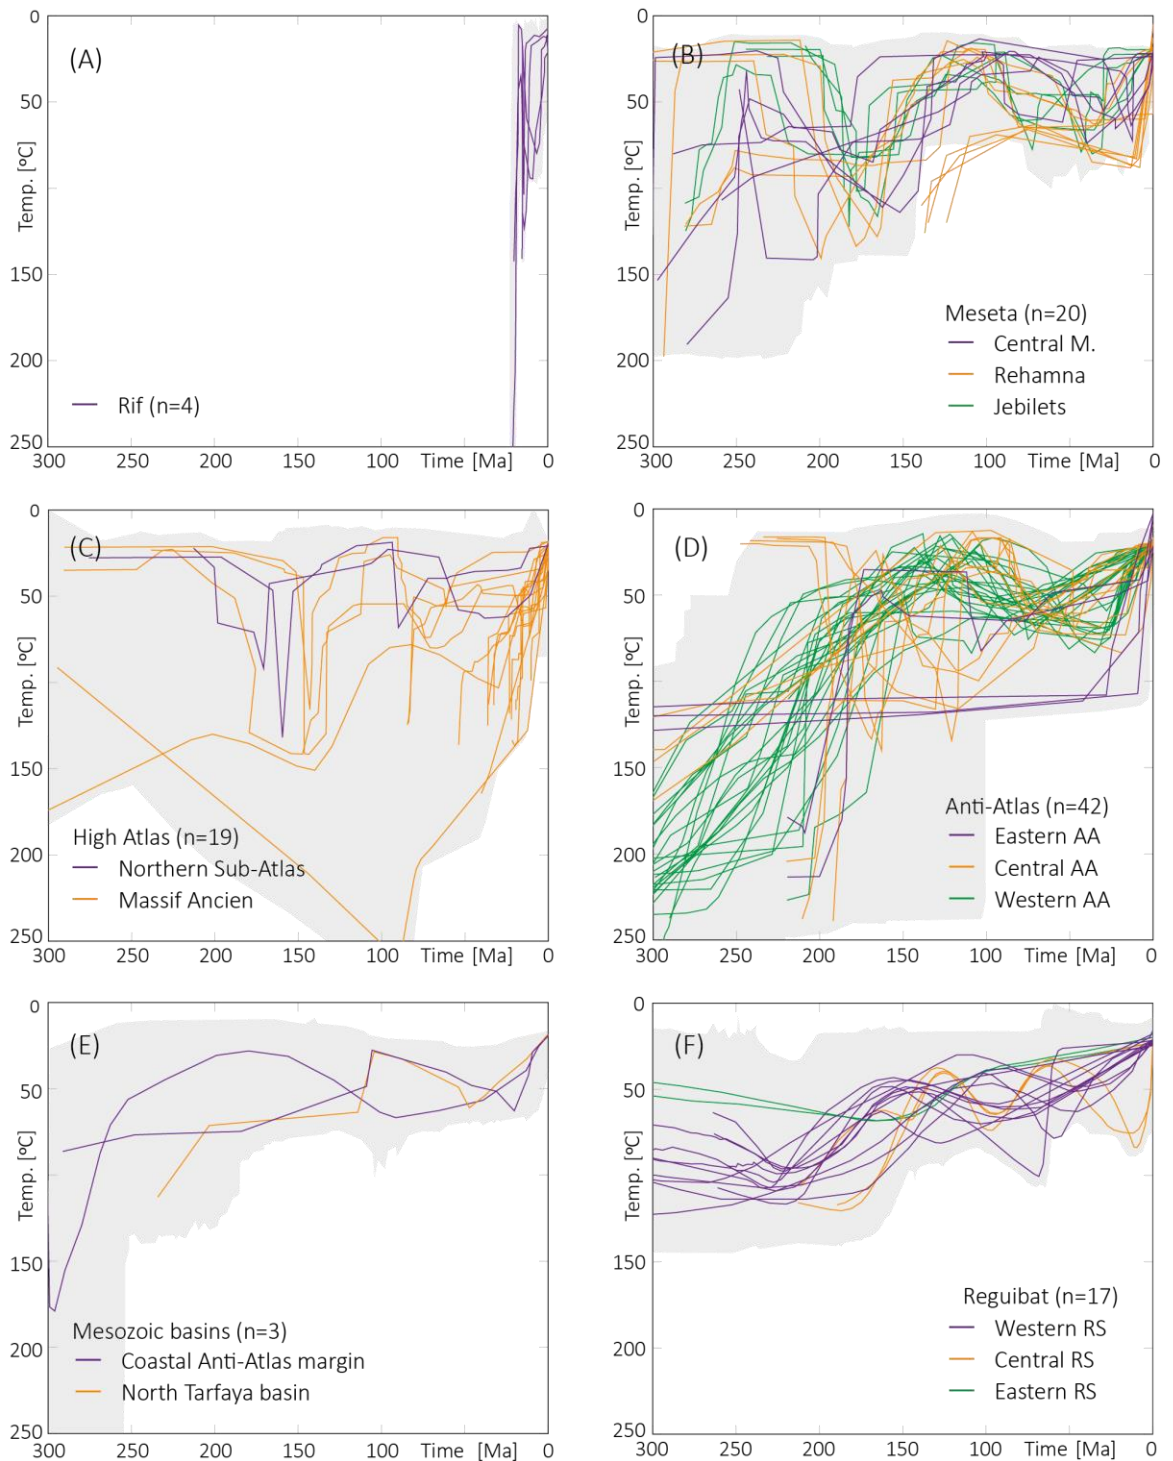 0
50
Temp. [ºC]
150
200
250
(A)
Rif (n=4)
300
250
200
150
100
Time [Ma]
0
0
50
Temp. [ºC]
150
200
250
(B)
Meseta (n=20)
Central M.
Rehamna
Jebilets
300
250
200
150
100
Time [Ma]
0
0
50
Temp. [ºC]
150
200
250
(C)
High Atlas (n=19)
Northern Sub-Atlas
Massif Ancien
300
250
200
150
100
Time [Ma]
0
0
50
Temp. [ºC]
150
200
250
(D)
Anti-Atlas (n=42)
Eastern AA
Central AA
Western AA
300
250
200
150
100
Time [Ma]
0
0
50
Temp. [ºC]
150
200
250
(E)
Mesozoic basins (n=3)
Coastal Anti-Atlas margin
North Tarfaya basin
300
250
200
150
100
Time [Ma]
0
0
50
Temp. [ºC]
150
200
250
(F)
Reguibat (n=17)
Western RS
Central RS
Eastern RS
300
250
200
150
100
Time [Ma]
0